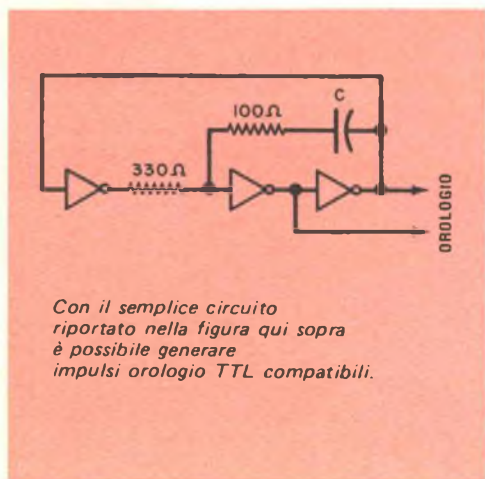 C
100Ω
330Ω
OROLOGIO
Con il semplice circuito
riportato nella figura qui sopra
è possibile generare
impulsi orologio TTL compatibili.